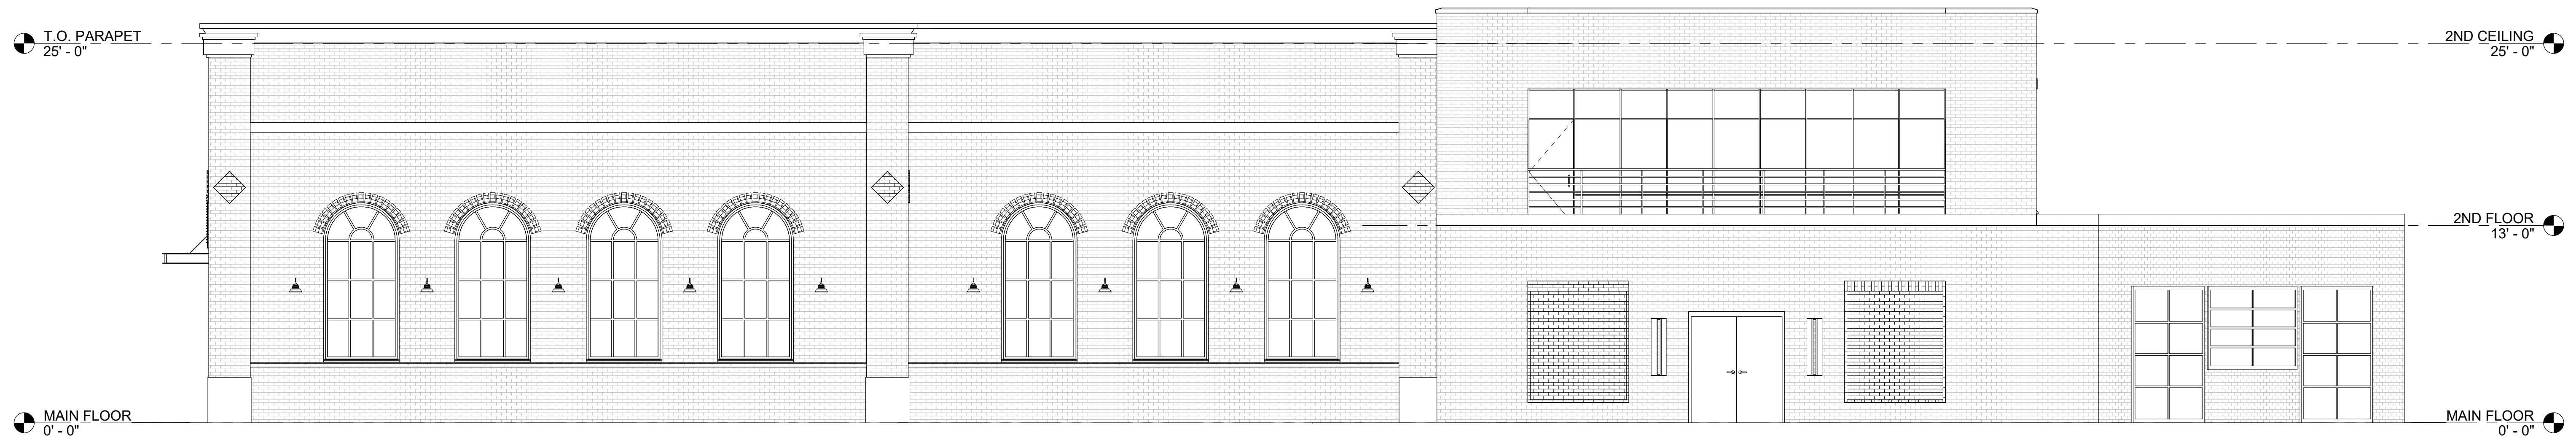 T.O. PARAPET
25' - 0"
2ND CEILING
25' - 0"
2ND FLOOR
13' - 0"
MAIN FLOOR
0' - 0"
MAIN FLOOR
0' - 0"